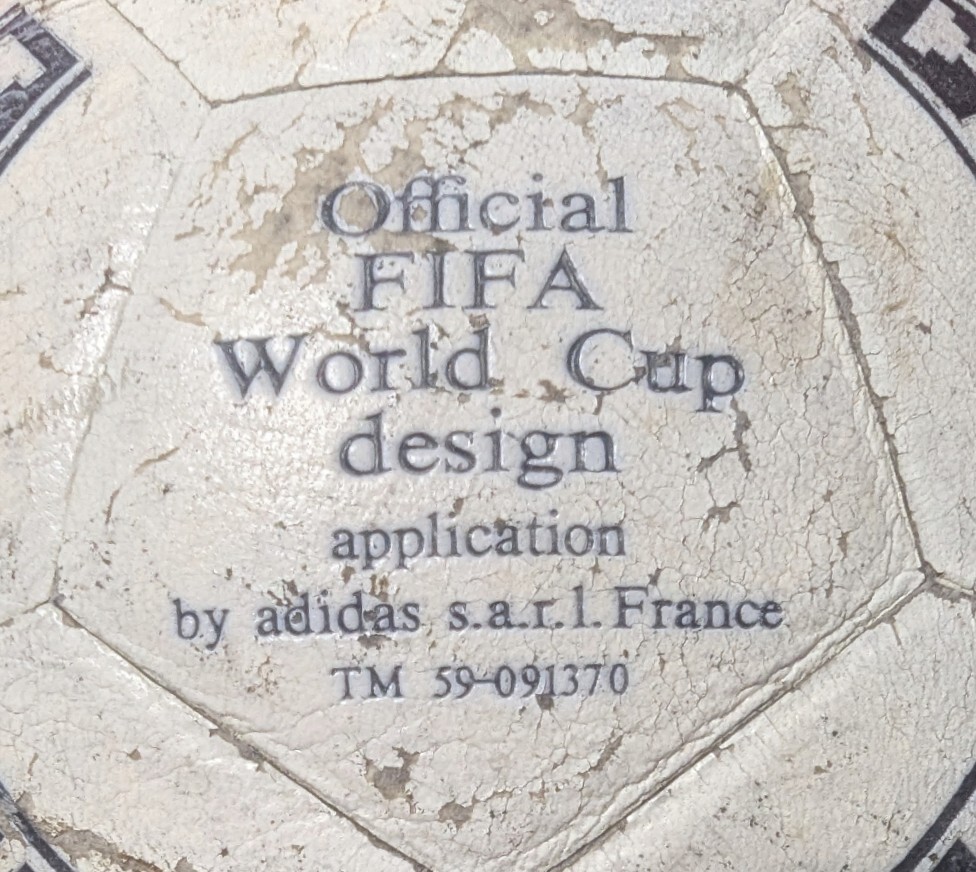 Official
FIFA
World Cup
design
application
by adidas s.a.r.l. France
TM 59-091370